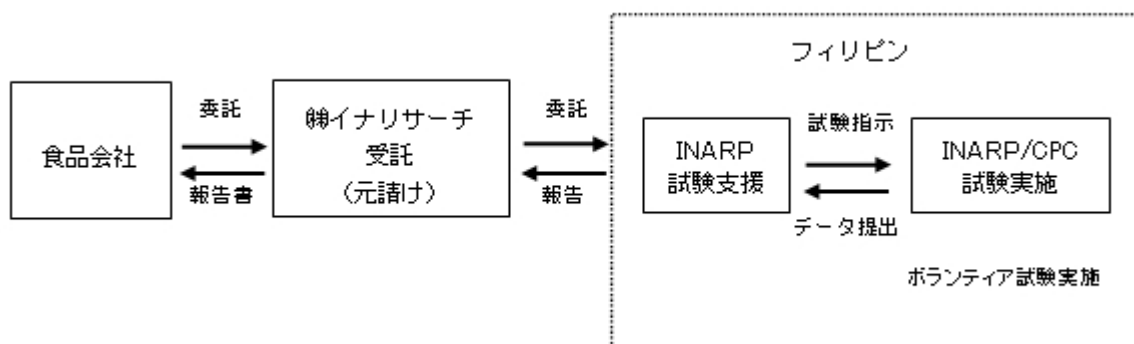 フィリピン
食品会社
委託
報告書
㈱イナリサーチ
受託
(元請け)
委託
報告
INARP
試験支援
試験指示
データ提出
INARP/CPC
試験実施
ボランティア試験実施